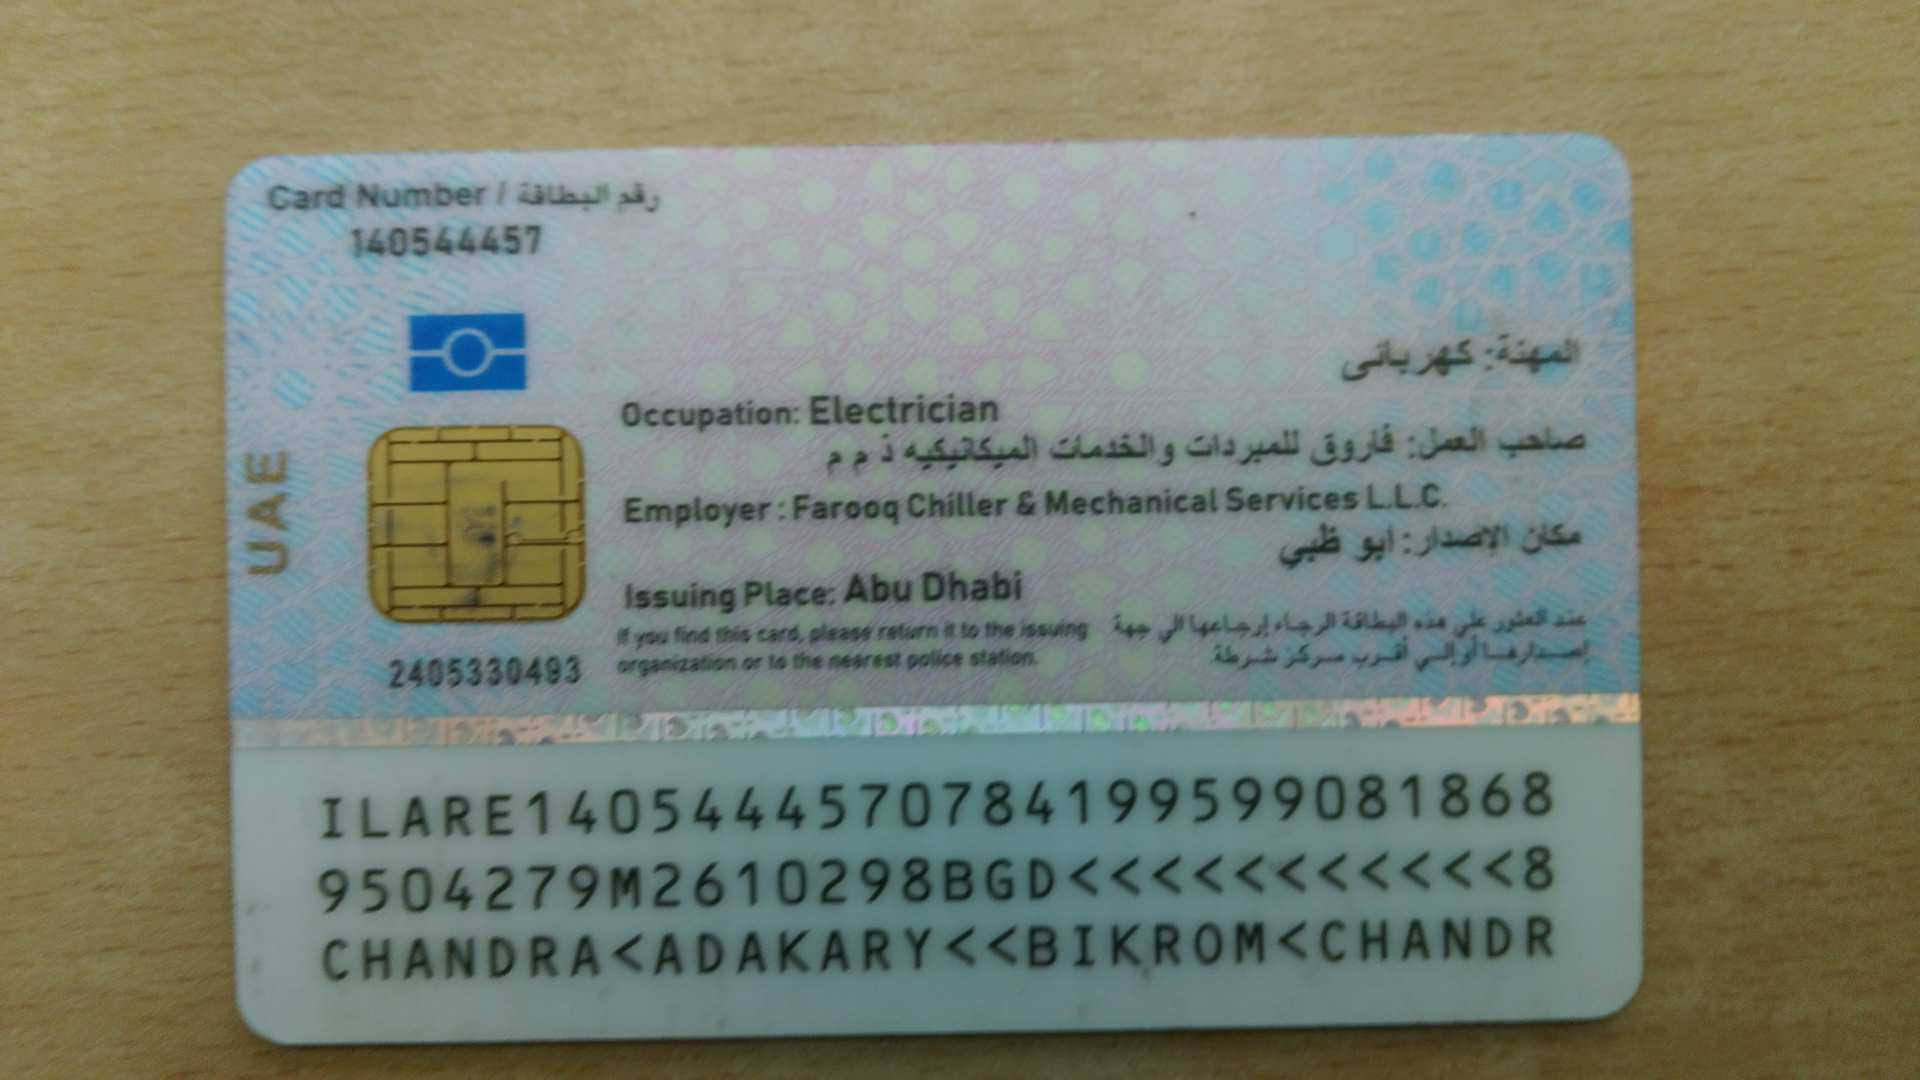 Card Number / رقم البطاقة
140544457
المهنة: كهربائى
Occupation: Electrician
صاحب العمل: فاروق للمبردات والخدمات الميكانيكيه ذ م م
Employer : Farooq Chiller & Mechanical Services L.L.C.
مكان الإصدار: ابو ظبي
Issuing Place: Abu Dhabi
If you find this card, please return it to the issuing
organization or to the nearest police station.
عند العثور على هذه البطاقة الرجاء إرجاعها الي جهة
إصدارها أو إلي أقرب مركز شرطة
UAE
2405330493
ILARE1405444570784199599081868
9504279M2610298BGD<<<<<<<<<<<8
CHANDRA<ADAKARY<<BIKROM<CHANDR